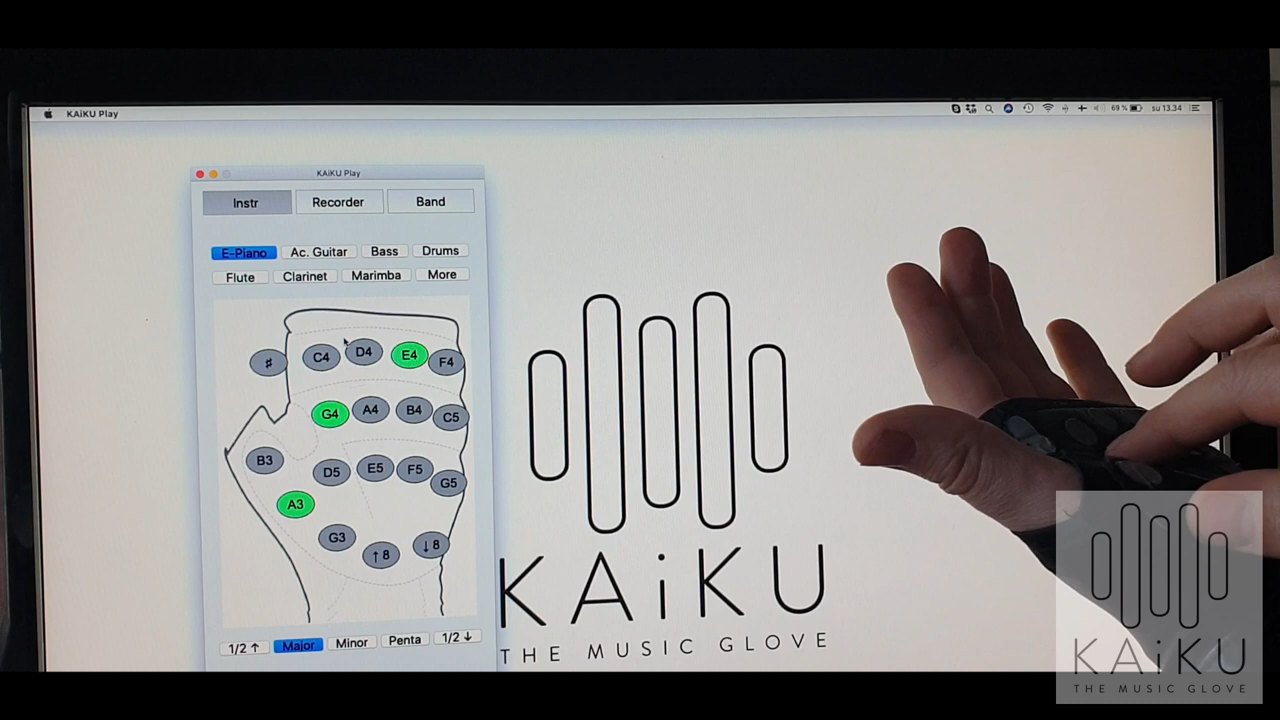 KAiKU Play
69 %
su 13.34
KAiKU Play
Instr Recorder Band
E-Piano Ac. Guitar Bass Drums
Flute Clarinet Marimba More
♯ C4 D4 E4 F4
G4 A4 B4 C5
B3 D5 E5 F5 G5
A3
G3 ↑ 8 ↓ 8
1/2 ↑ Major Minor Penta 1/2 ↓
KAiKU
THE MUSIC GLOVE
KAiKU
THE MUSIC GLOVE